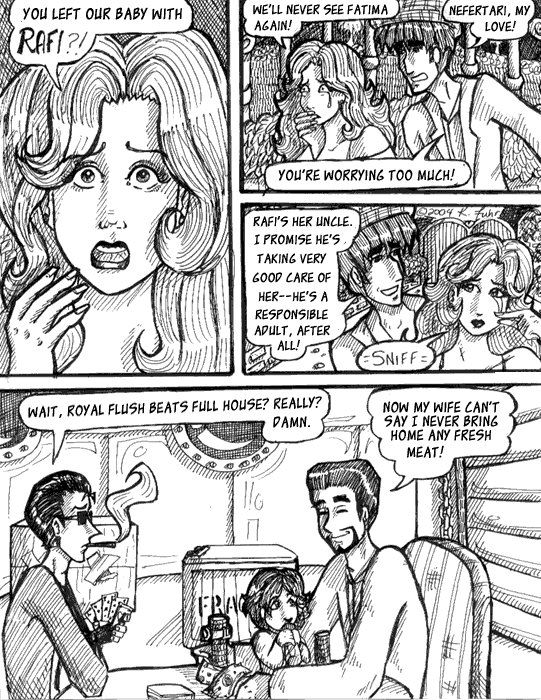 YOU LEFT OUR BABY WITH
RAFI?!
WE'LL NEVER SEE FATIMA
AGAIN!
NEFERTARI, MY
LOVE!
YOU'RE WORRYING TOO MUCH!
©2004 K. Fuhr
RAFI'S HER UNCLE.
I PROMISE HE'S
TAKING VERY
GOOD CARE OF
HER--HE'S A
RESPONSIBLE
ADULT, AFTER
ALL!
=SNIFF=
WAIT, ROYAL FLUSH BEATS FULL HOUSE? REALLY?
DAMN.
NOW MY WIFE CAN'T
SAY I NEVER BRING
HOME ANY FRESH
MEAT!
FRAG